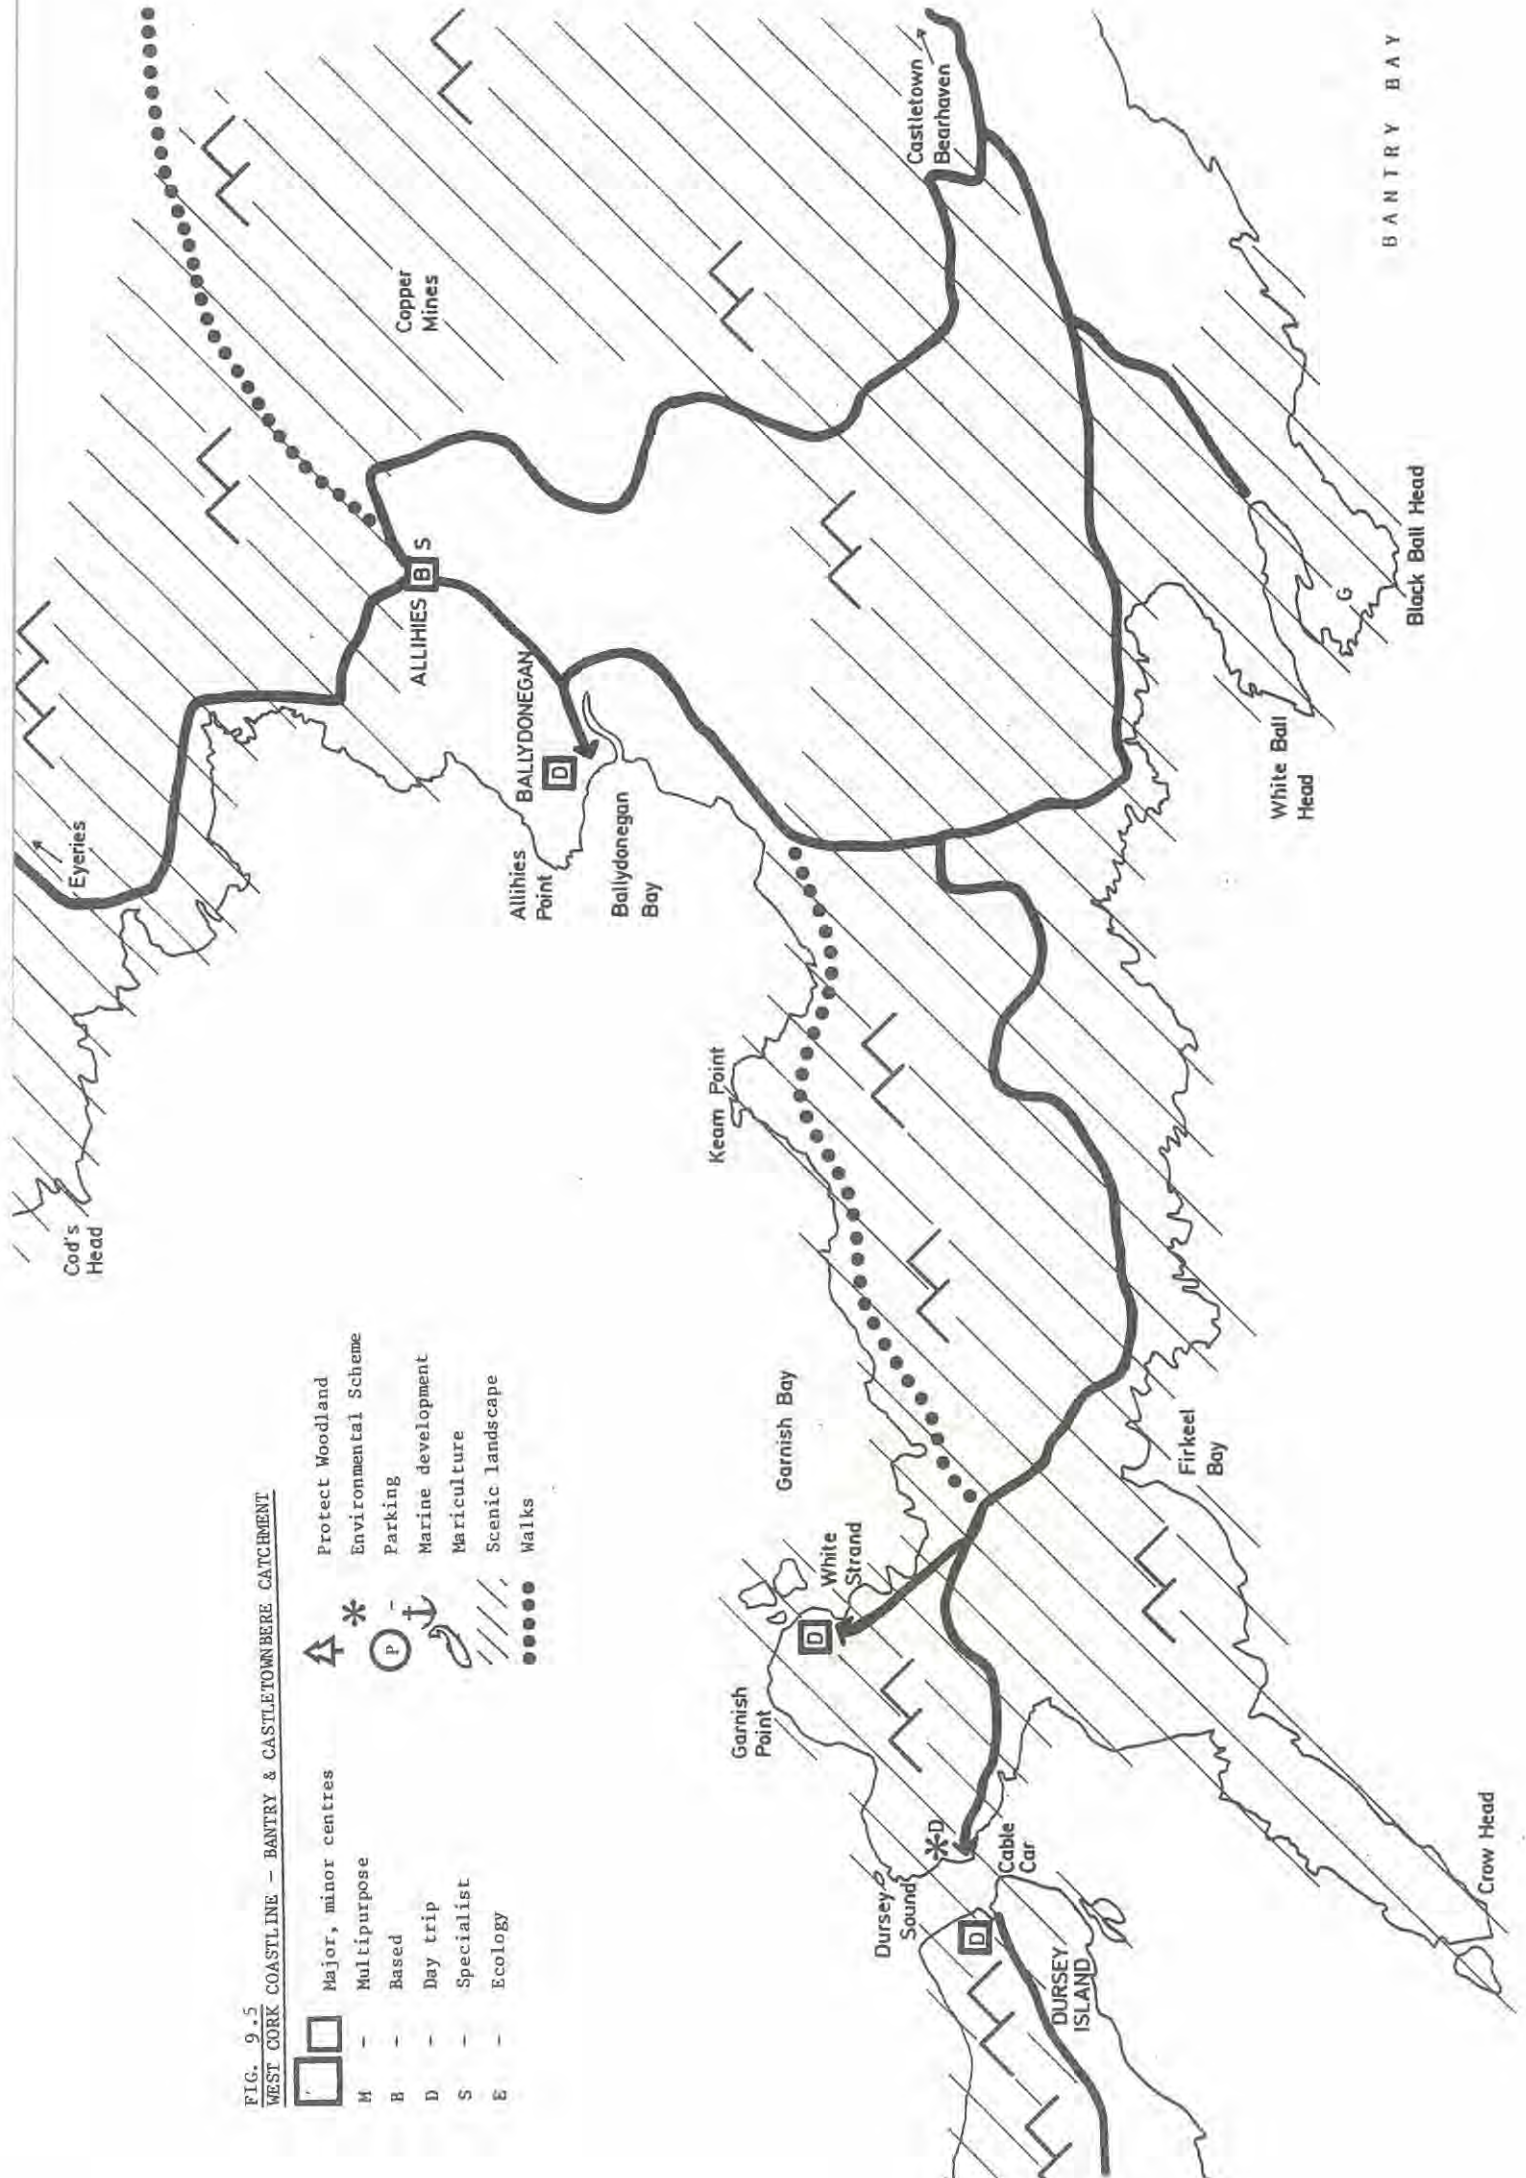 FIG. 9.5
WEST CORK COASTLINE - BANTRY & CASTLETOWNBERE CATCHMENT
Major, minor centres
M - Multipurpose
B - Based
D - Day trip
S - Specialist
E - Ecology
Protect Woodland
Environmental Scheme
P - Parking
Marine development
Mariculture
Scenic landscape
Walks
Cod's
Head
Eyeries
Copper
Mines
ALLIHIES
B S
BALLYDONEGAN
D
Allihies
Point
Ballydonegan
Bay
Castletown
Bearhaven
BANTRY BAY
Keam Point
Garnish Bay
White
Strand
D
Garnish
Point
Dursey
Sound
D
Cable
Car
D
DURSEY
ISLAND
Firkeel
Bay
White Ball
Head
G
Black Ball Head
Crow Head